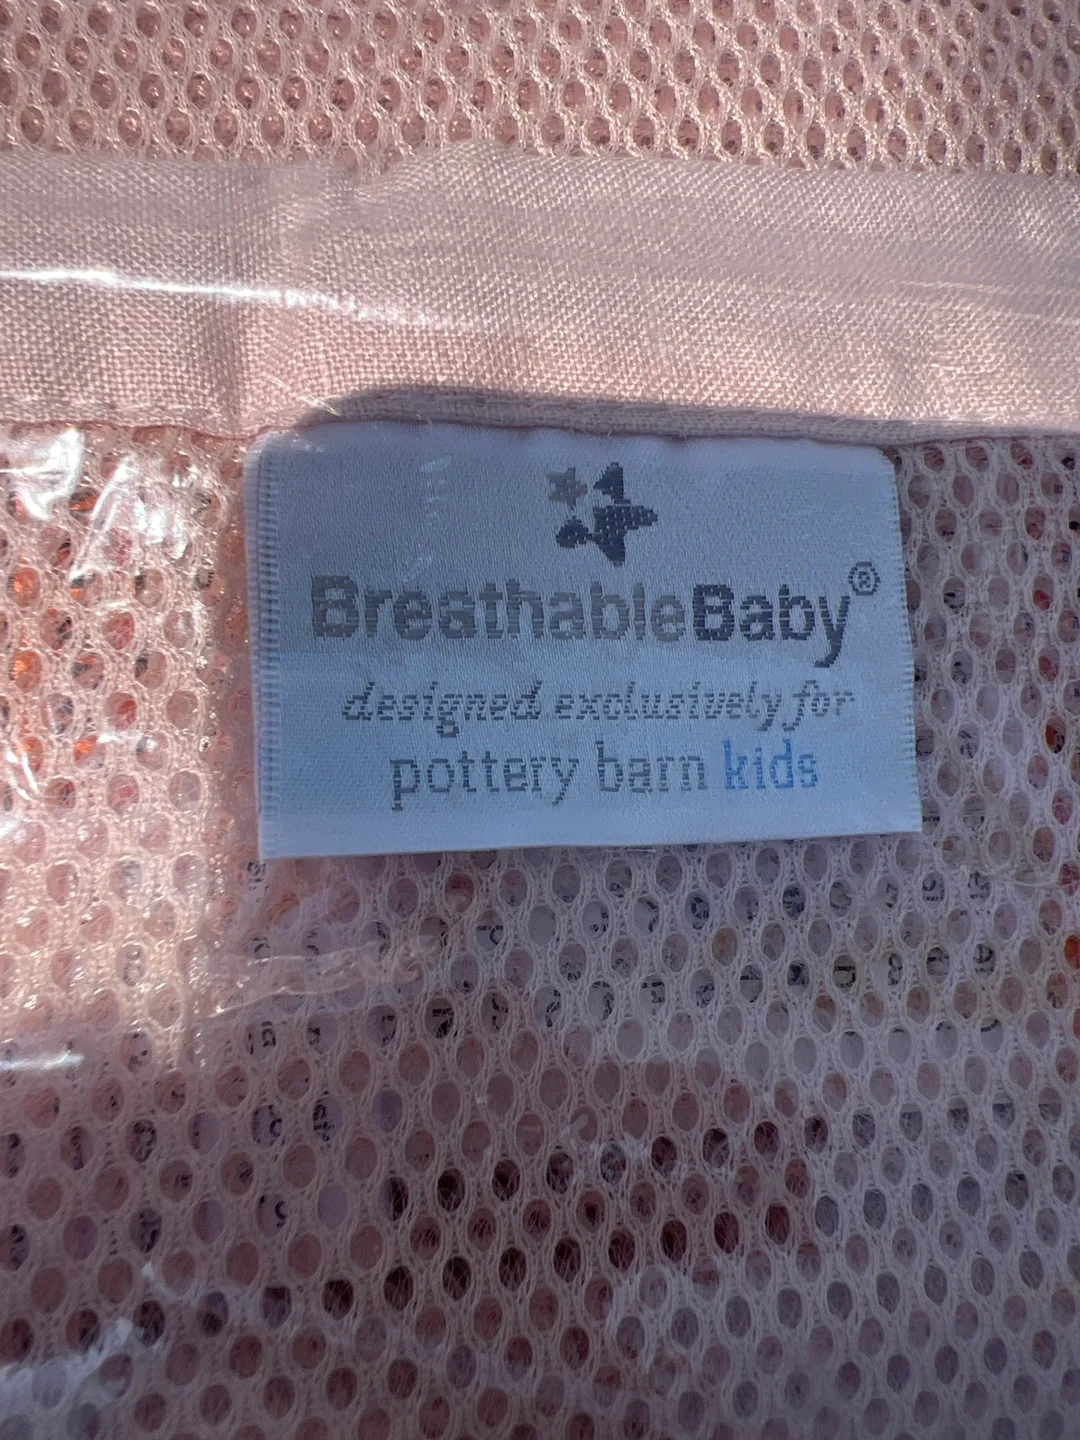 BreathableBaby®
designed exclusively for
pottery barn kids